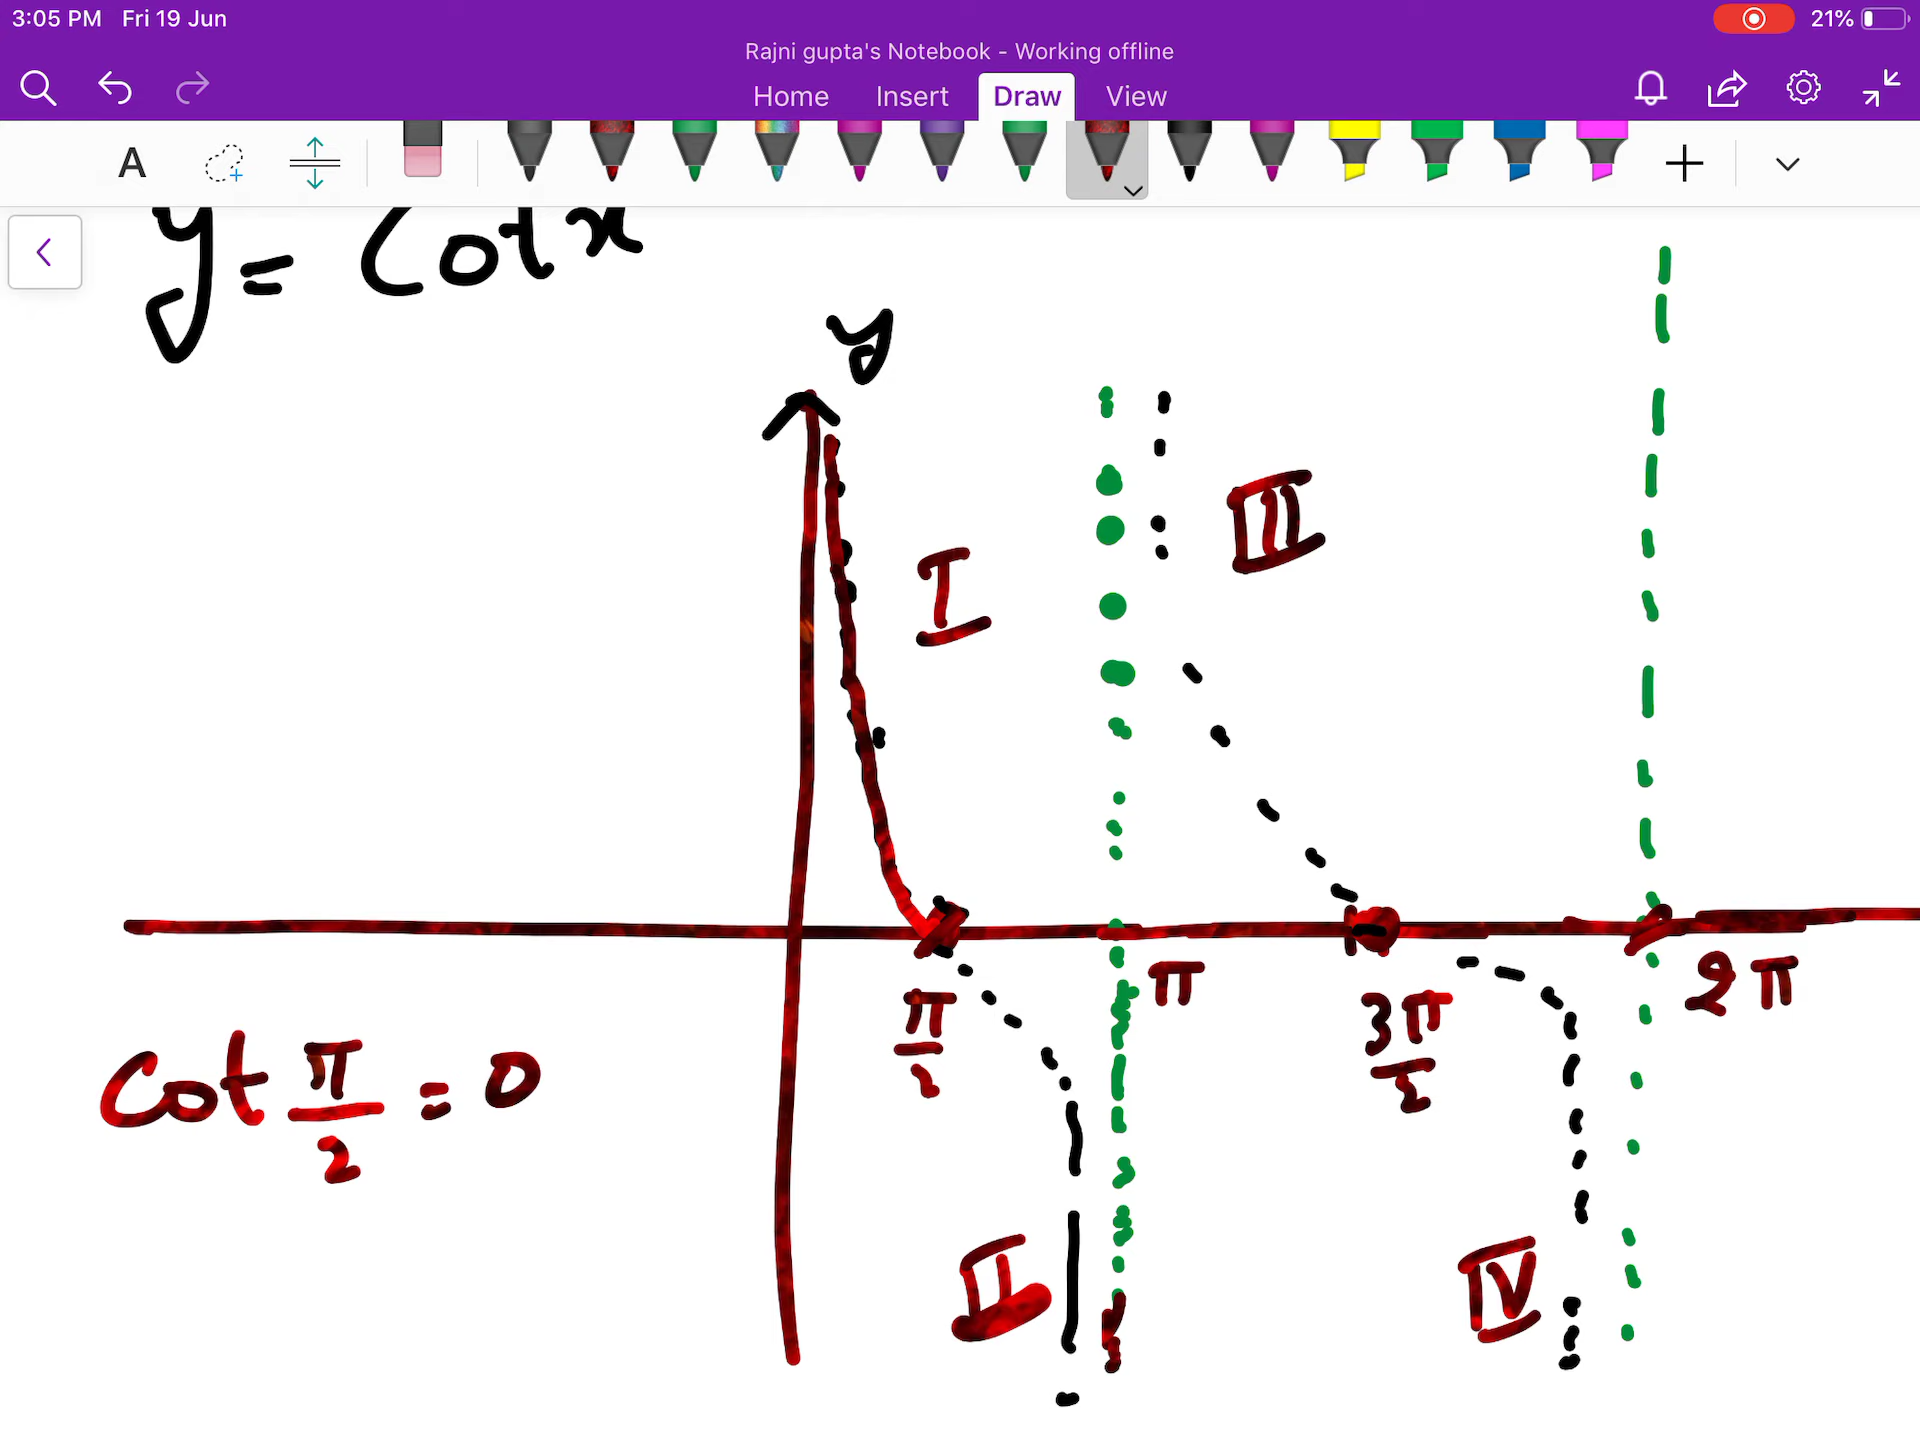 3:05 PM Fri 19 Jun
21%
Rajni gupta's Notebook - Working offline
Home Insert Draw View
A
y = Cot x
y
I
III
π/2
π
3π/2
2π
Cot π/2 = 0
II
IV